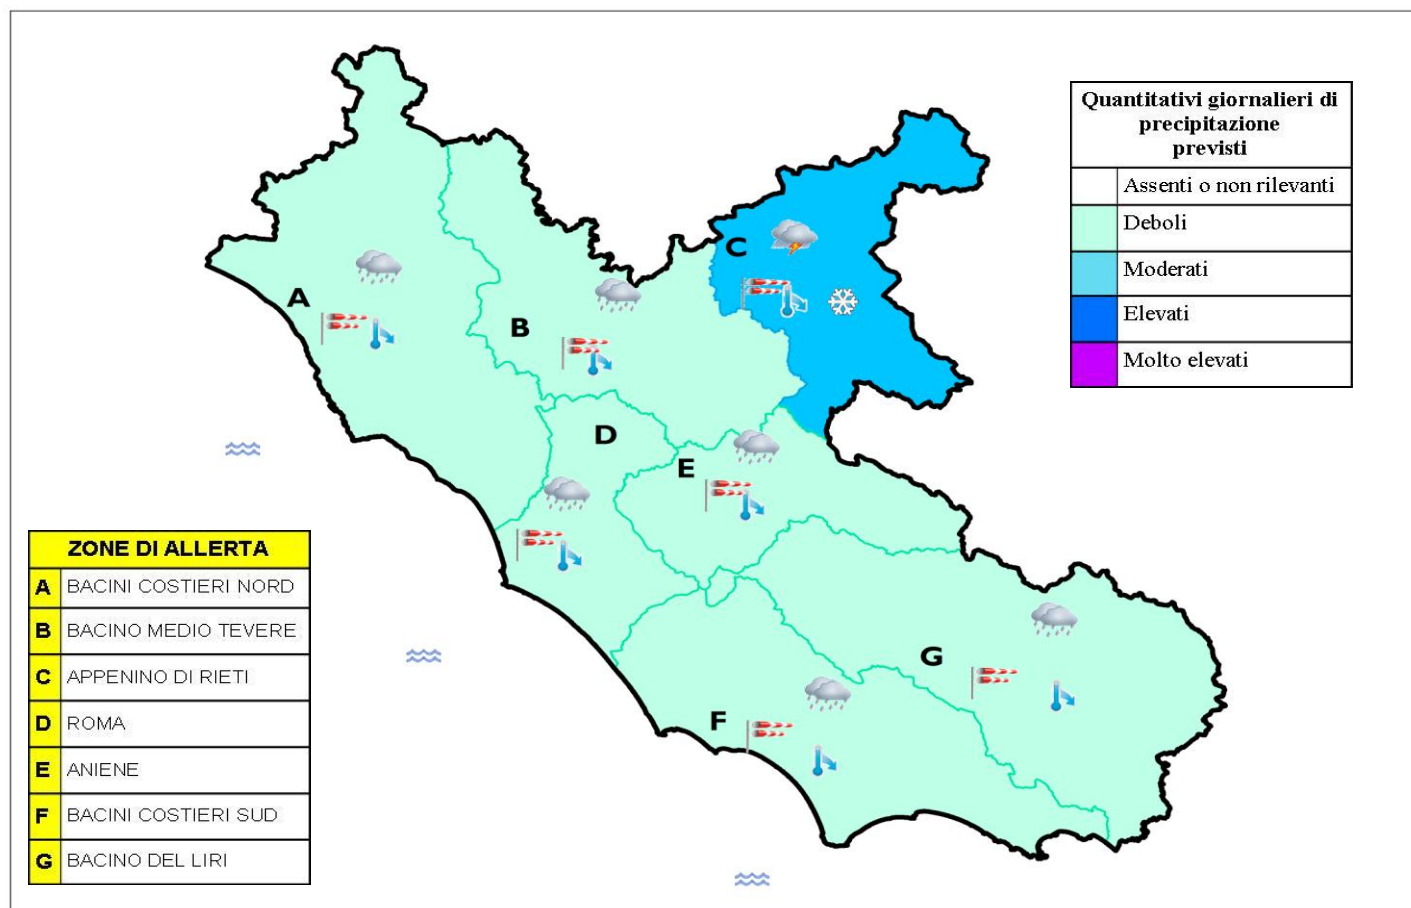 Quantitativi giornalieri di
precipitazione
previsti
Assenti o non rilevanti
Deboli
Moderati
Elevati
Molto elevati
C
A
B
D
E
G
F
ZONE DI ALLERTA
A BACINI COSTIERI NORD
B BACINO MEDIO TEVERE
C APPENINO DI RIETI
D ROMA
E ANIENE
F BACINI COSTIERI SUD
G BACINO DEL LIRI